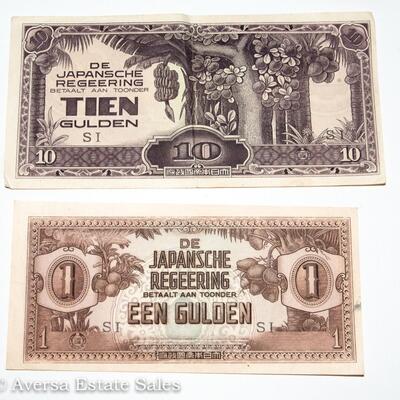 DE
JAPANSCHE
REGEERING
BETAALT AAN TOONDER
TIEN
GULDEN
SI SI
10 10 10
DE
JAPANSCHE
REGEERING
BETAALT AAN TOONDER
EEN GULDEN
1 1
SI SI
1 1
Aversa Estate Sales